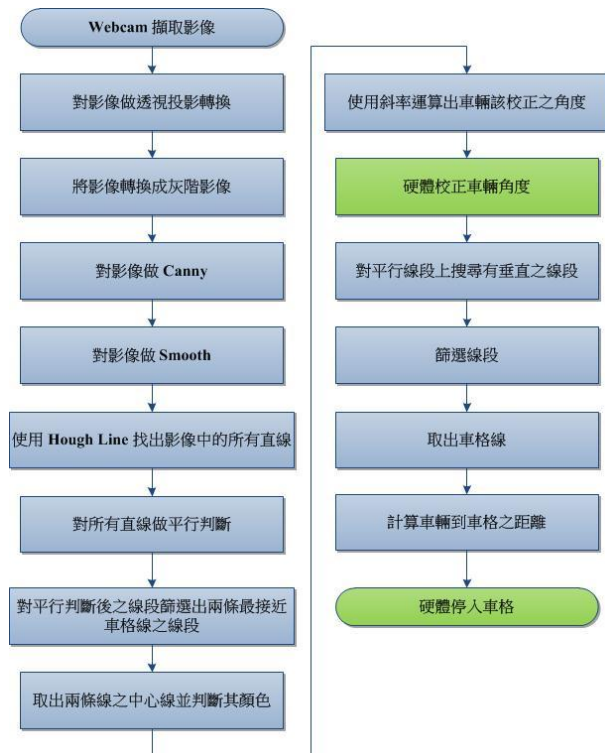 Webcam 擷取影像
對影像做透視投影轉換
將影像轉換成灰階影像
對影像做 Canny
對影像做 Smooth
使用 Hough Line 找出影像中的所有直線
對所有直線做平行判斷
對平行判斷後之線段篩選出兩條最接近
車格線之線段
取出兩條線之中心線並判斷其顏色
使用斜率運算出車輛該校正之角度
硬體校正車輛角度
對平行線段上搜尋有垂直之線段
篩選線段
取出車格線
計算車輛到車格之距離
硬體停入車格